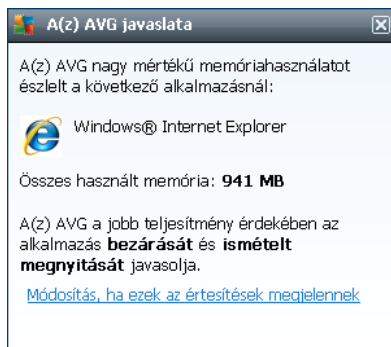 A(z) AVG javaslata
A(z) AVG nagy mértékű memóriahasználatot
észlelt a következő alkalmazásnál:
Windows® Internet Explorer
Összes használt memória: 941 MB
A(z) AVG a jobb teljesítmény érdekében az
alkalmazás bezárását és ismételt
megnyitását javasolja.
Módosítás, ha ezek az értesítések megjelennek